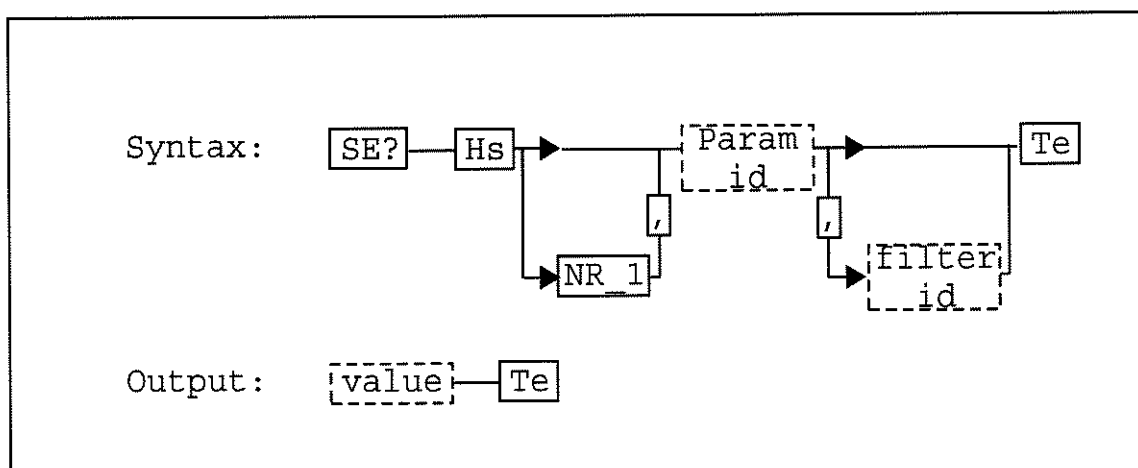 Syntax: SE? Hs Param id Te
, ,
NR_1 filter id
Output: value Te